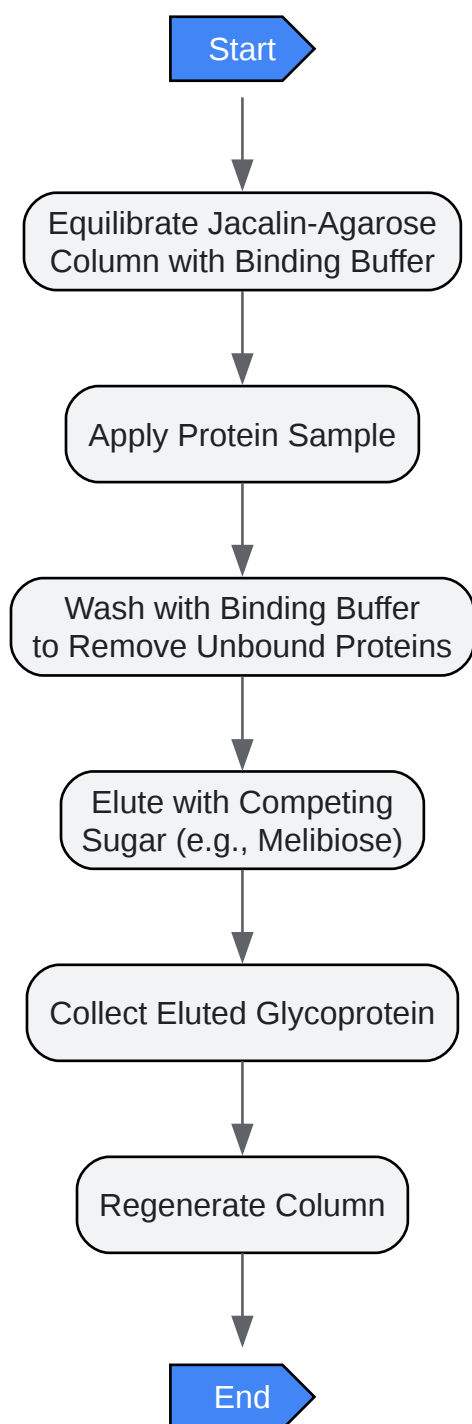 Start
Equilibrate Jacalin-Agarose
Column with Binding Buffer
Apply Protein Sample
Wash with Binding Buffer
to Remove Unbound Proteins
Elute with Competing
Sugar (e.g., Melibiose)
Collect Eluted Glycoprotein
Regenerate Column
End